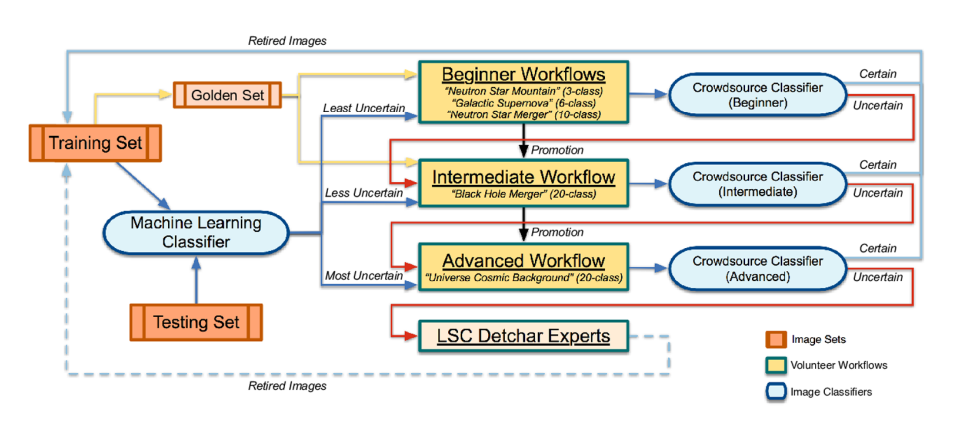 Retired Images
Beginner Workflows
"Neutron Star Mountain" (3-class)
"Galactic Supernova" (6-class)
"Neutron Star Merger" (10-class)
Crowdsource Classifier
(Beginner)
Certain
Uncertain
Golden Set
Least Uncertain
Training Set
Promotion
Intermediate Workflow
"Black Hole Merger" (20-class)
Crowdsource Classifier
(Intermediate)
Certain
Uncertain
Less Uncertain
Machine Learning
Classifier
Promotion
Advanced Workflow
"Universe Cosmic Background" (20-class)
Crowdsource Classifier
(Advanced)
Certain
Uncertain
Most Uncertain
Testing Set
LSC Detchar Experts
Retired Images
Image Sets
Volunteer Workflows
Image Classifiers